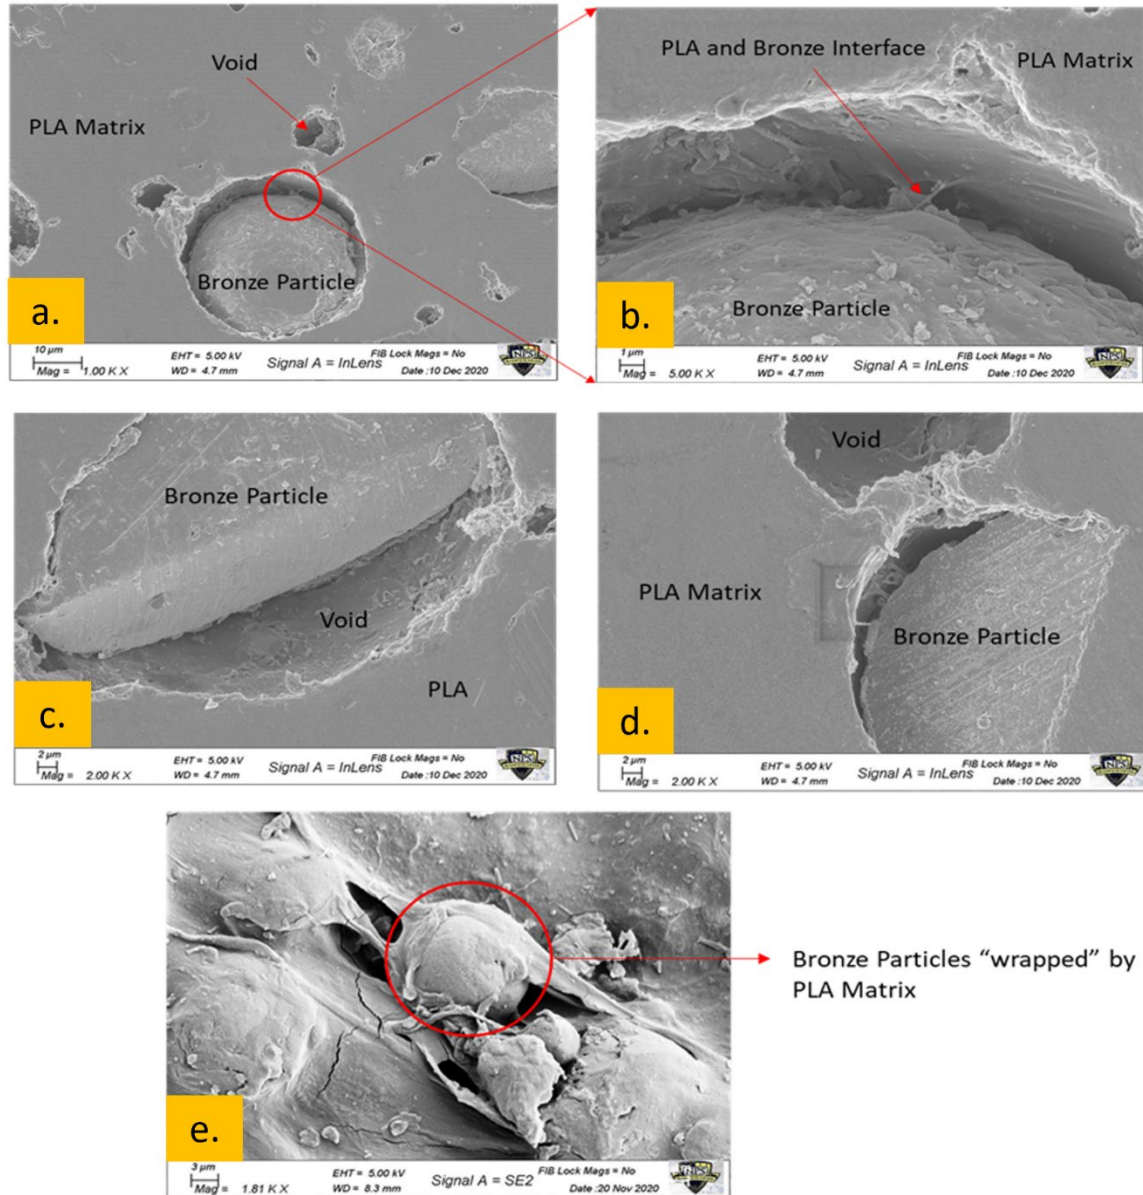 Void
PLA Matrix
Bronze Particle
a.
10 µm
Mag = 1.00 K X
EHT = 5.00 kV
WD = 4.7 mm
Signal A = InLens
FIB Lock Mags = No
Date :10 Dec 2020
NPS
PLA and Bronze Interface
PLA Matrix
Bronze Particle
b.
1 µm
Mag = 5.00 K X
EHT = 5.00 kV
WD = 4.7 mm
Signal A = InLens
FIB Lock Mags = No
Date :10 Dec 2020
NPS
Bronze Particle
Void
PLA
c.
2 µm
Mag = 2.00 K X
EHT = 5.00 kV
WD = 4.7 mm
Signal A = InLens
FIB Lock Mags = No
Date :10 Dec 2020
NPS
Void
PLA Matrix
Bronze Particle
d.
2 µm
Mag = 2.00 K X
EHT = 5.00 kV
WD = 4.7 mm
Signal A = InLens
FIB Lock Mags = No
Date :10 Dec 2020
NPS
Bronze Particles “wrapped” by
PLA Matrix
e.
3 µm
Mag = 1.81 K X
EHT = 5.00 kV
WD = 8.3 mm
Signal A = SE2
FIB Lock Mags = No
Date :20 Nov 2020
NPS